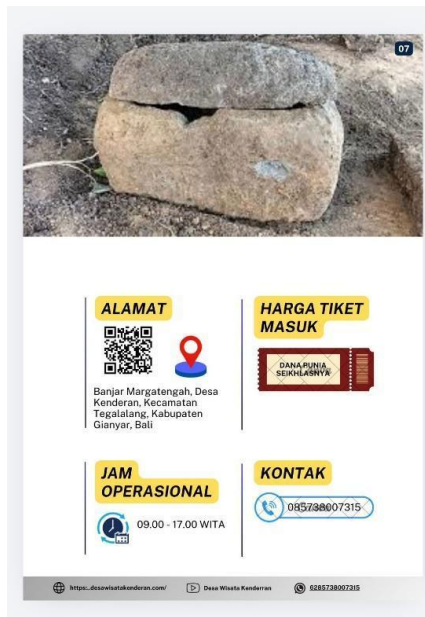 07
ALAMAT
Banjar Margatengah, Desa
Kenderan, Kecamatan
Tegalalang, Kabupaten
Gianyar, Bali
HARGA TIKET
MASUK
DANA PUNIA
SEIKHLASNYA
JAM
OPERASIONAL
09.00 - 17.00 WITA
KONTAK
085738007315
https:..desawisatakenderan.com/
Desa Wisata Kenderran
6285738007315